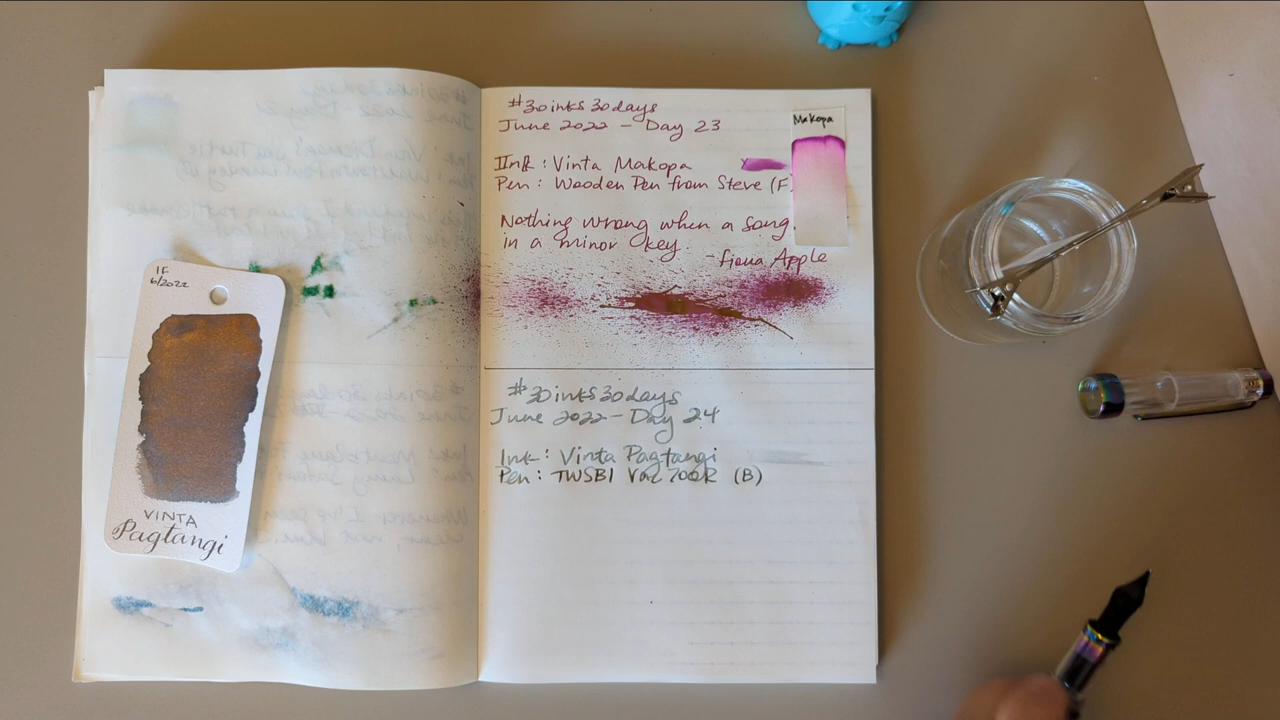 #30inks30days
June 2022 - Day 23
Ink: Vinta Makopa
Pen: Wooden Pen from Steve (F)
Nothing wrong when a song
in a minor key.
-Fiona Apple
Makopa
#30inks30days
June 2022 - Day 24
Ink: Vinta Pagtangi
Pen: TWSBI Vac 700R (B)
IF
6/2022
VINTA
Pagtangi